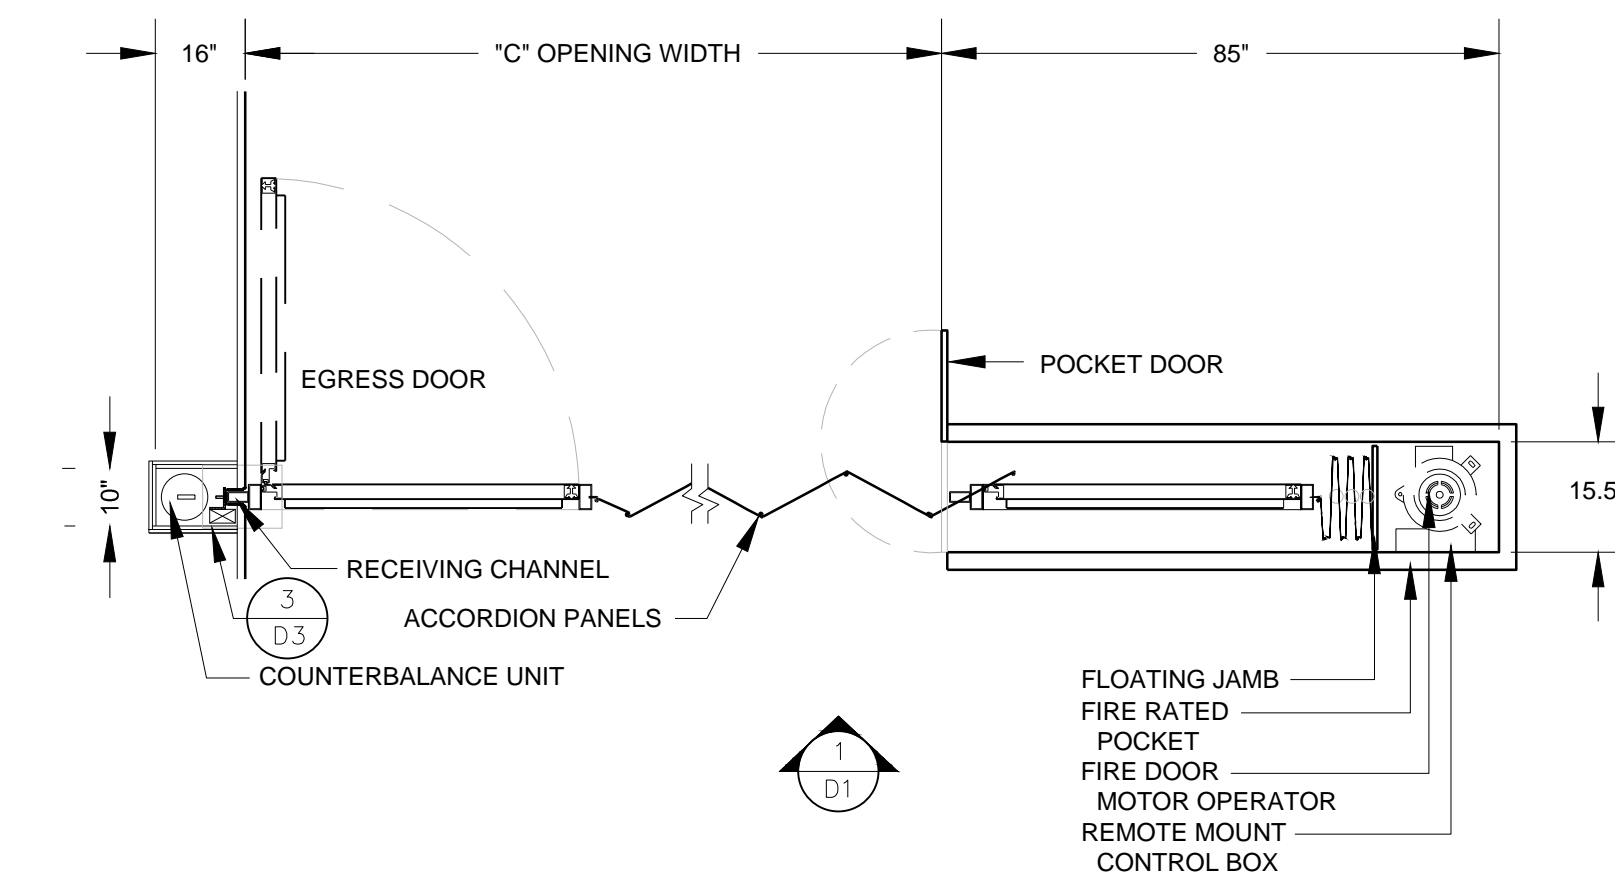 16"
"C" OPENING WIDTH
85"
EGRESS DOOR
POCKET DOOR
10"
15.5
RECEIVING CHANNEL
3
D3
ACCORDION PANELS
COUNTERBALANCE UNIT
FLOATING JAMB
FIRE RATED
POCKET
FIRE DOOR
MOTOR OPERATOR
REMOTE MOUNT
CONTROL BOX
1
D1